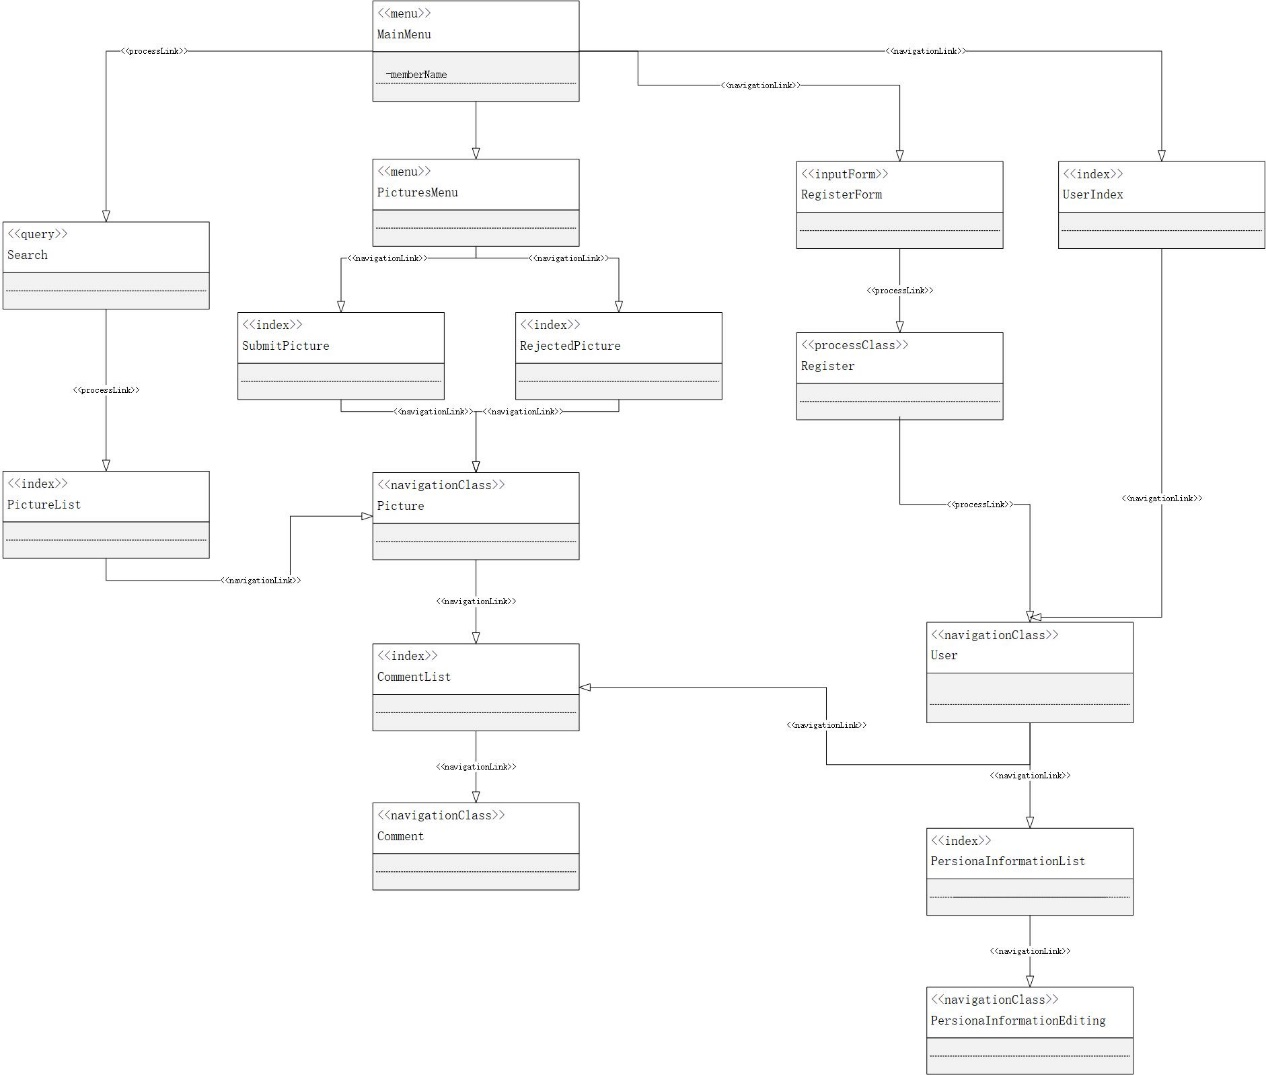 <<menu>>
MainMenu
-memberName
<<processLink>>
<<navigationLink>>
<<navigationLink>>
<<menu>>
PicturesMenu
<<inputForm>>
RegisterForm
<<index>>
UserIndex
<<query>>
Search
<<navigationLink>>
<<navigationLink>>
<<processLink>>
<<index>>
SubmitPicture
<<index>>
RejectedPicture
<<processClass>>
Register
<<processLink>>
<<navigationLink>>
<<navigationLink>>
<<index>>
PictureList
<<navigationClass>>
Picture
<<navigationLink>>
<<processLink>>
<<navigationLink>>
<<navigationLink>>
<<navigationClass>>
User
<<index>>
CommentList
<<navigationLink>>
<<navigationLink>>
<<navigationLink>>
<<navigationClass>>
Comment
<<index>>
PersionaInformationList
<<navigationLink>>
<<navigationClass>>
PersionaInformationEditing